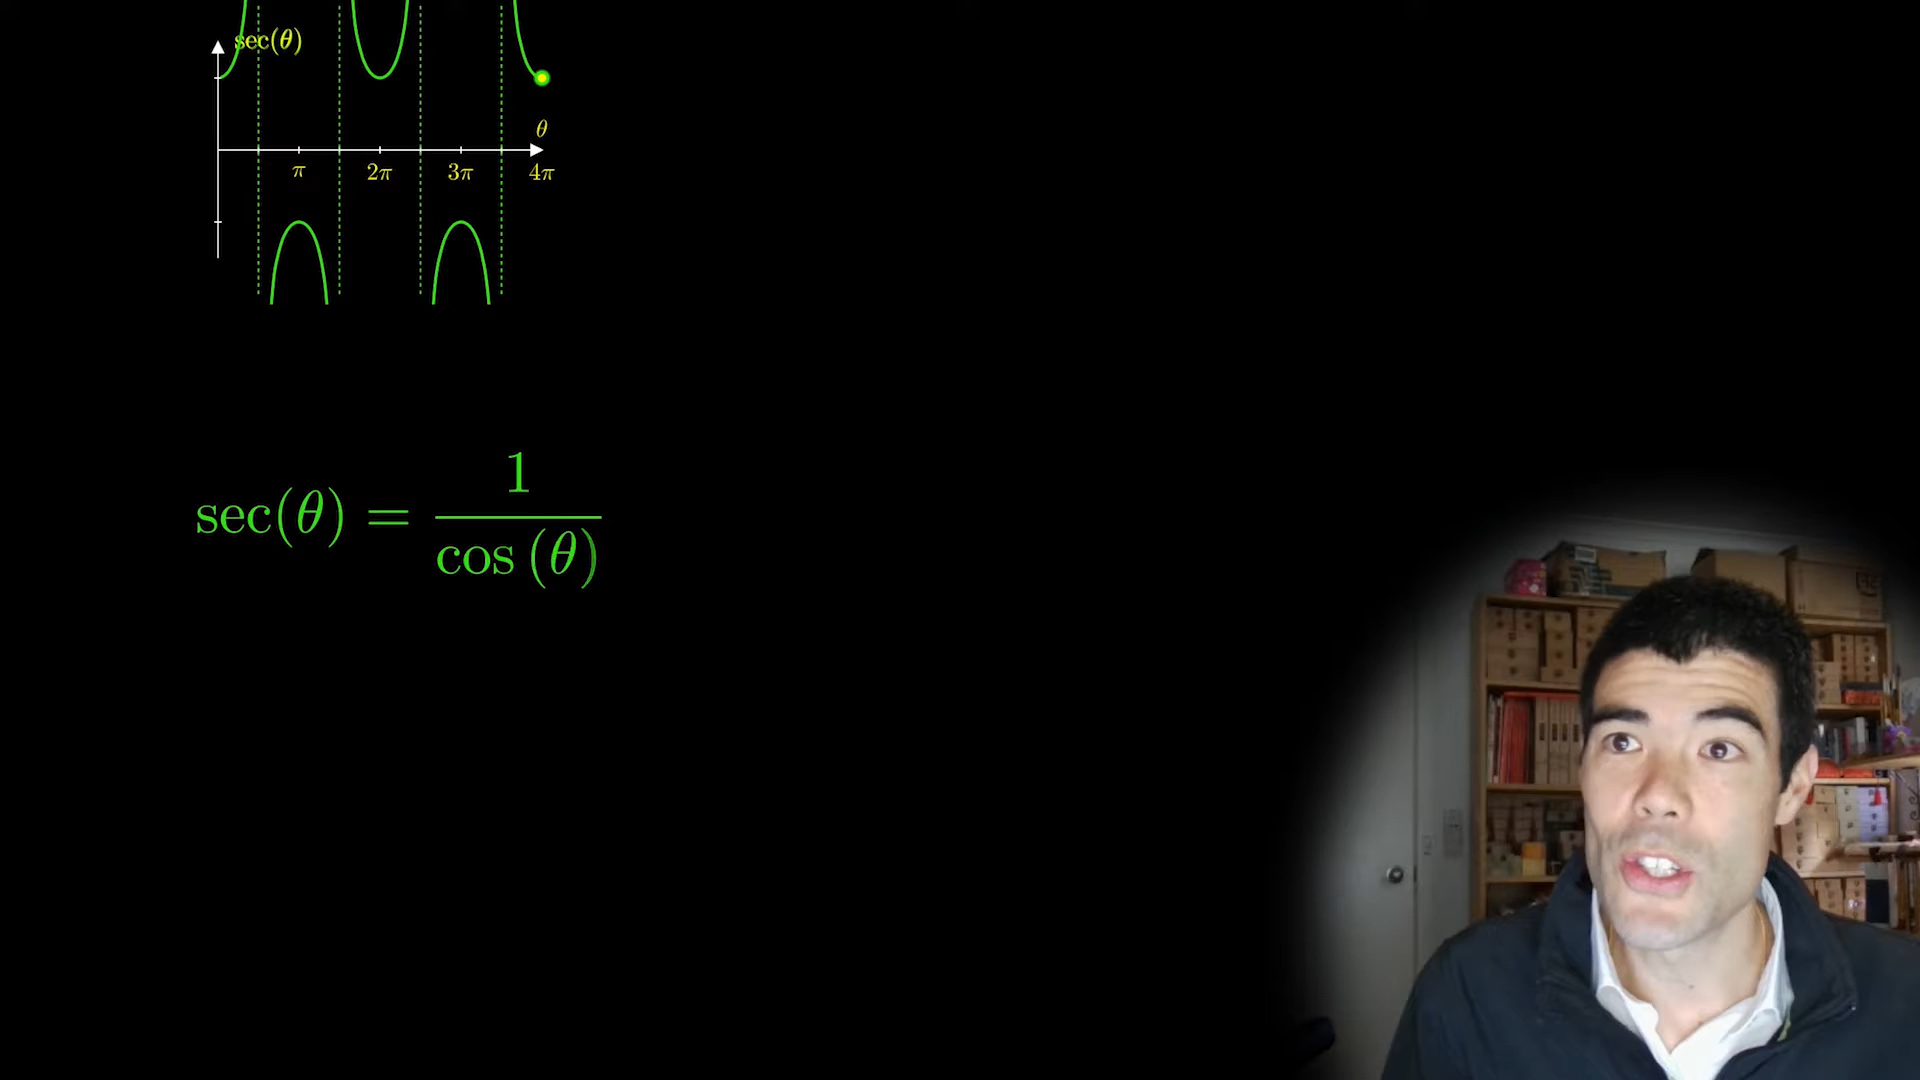 sec(θ)
θ
π 2π 3π 4π
sec(θ) = 1/cos (θ)